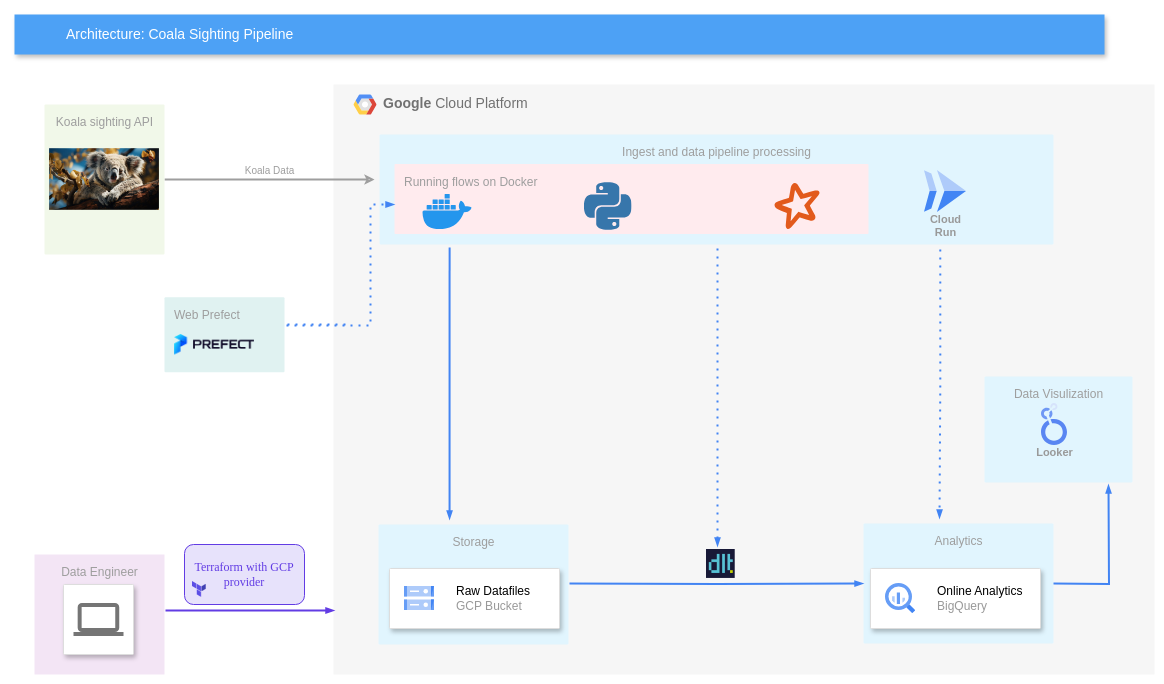 Architecture: Coala Sighting Pipeline
Google Cloud Platform
Koala sighting API
Koala Data
Ingest and data pipeline processing
Running flows on Docker
Cloud
Run
Web Prefect
PREFECT
Data Visulization
Looker
Storage
Raw Datafiles
GCP Bucket
dlt
Analytics
Online Analytics
BigQuery
Data Engineer
Terraform with GCP
provider